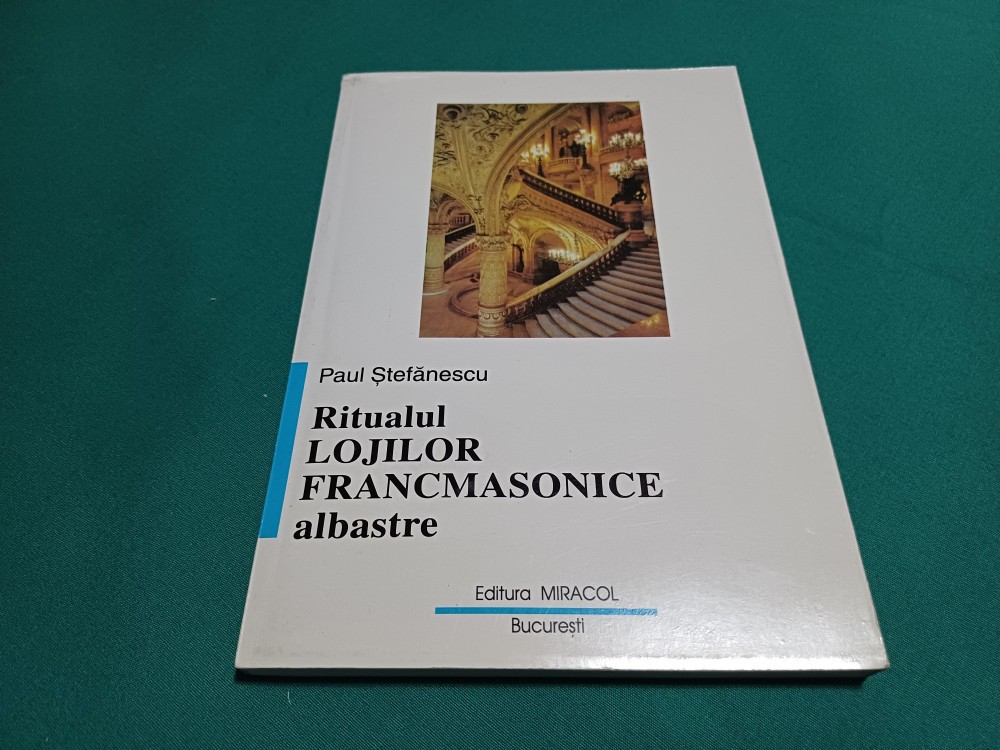 Paul Ștefănescu
Ritualul
LOJILOR
FRANCMASONICE
albastre
Editura MIRACOL
București